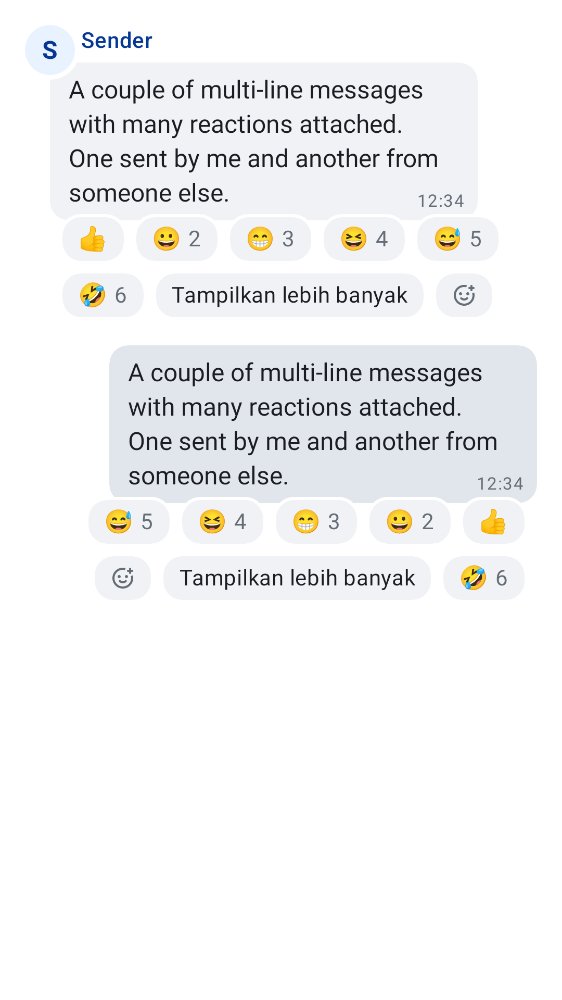 S
Sender
A couple of multi-line messages
with many reactions attached.
One sent by me and another from
someone else.
12:34
👍 😀 2 😁 3 😆 4 😅 5
🤣 6 Tampilkan lebih banyak
A couple of multi-line messages
with many reactions attached.
One sent by me and another from
someone else.
12:34
😅 5 😆 4 😁 3 😀 2 👍
Tampilkan lebih banyak 🤣 6